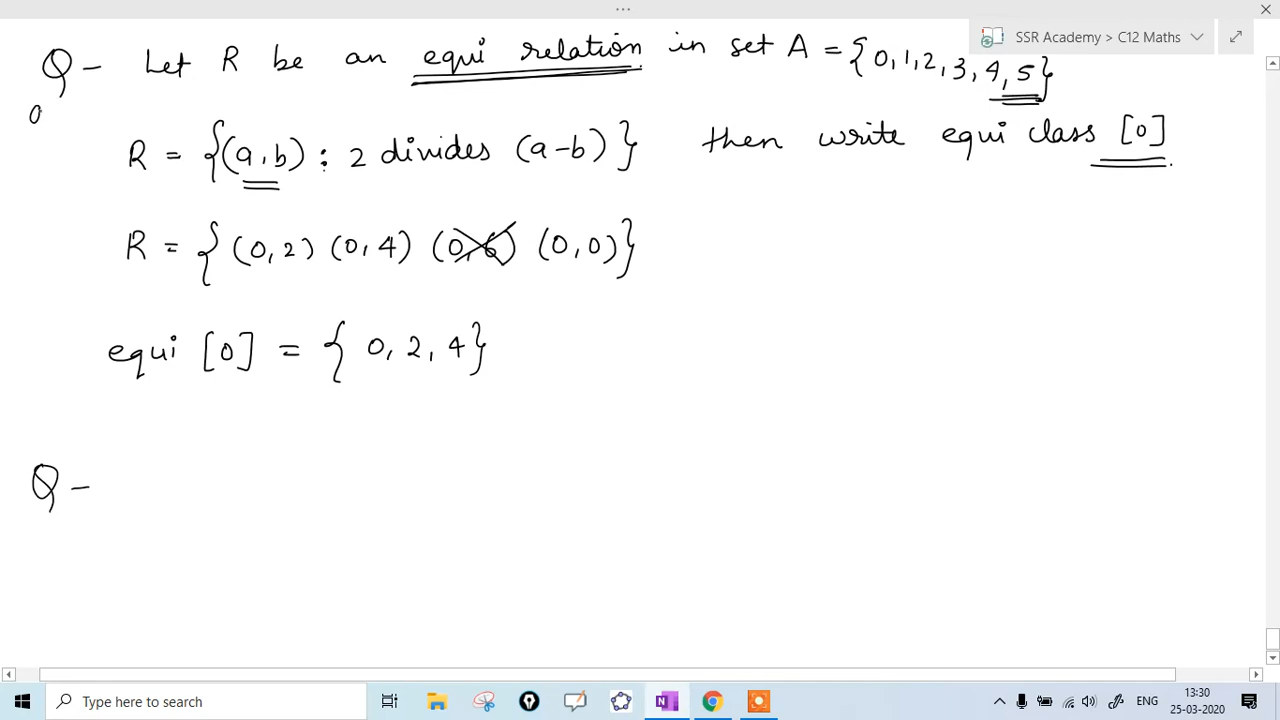 SSR Academy > C12 Maths
Q - Let R be an equi relation in set A = {0, 1, 2, 3, 4, 5}
0
R = {(a, b) : 2 divides (a-b)} then write equi class [0]
R = {(0, 2) (0, 4) (0, 6) (0, 0)}
equi [0] = {0, 2, 4}
Q -
Type here to search
N
ENG
13:30
25-03-2020